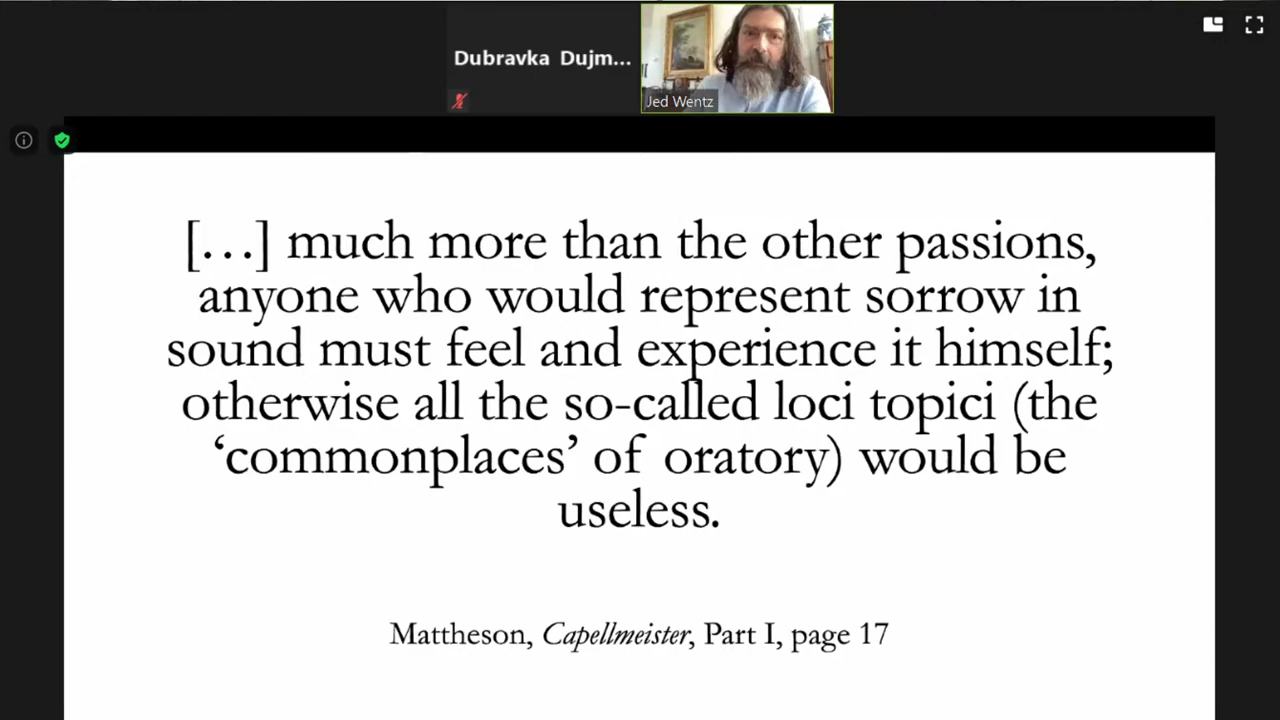 Dubravka Dujm...
Jed Wentz
[…] much more than the other passions,
anyone who would represent sorrow in
sound must feel and experience it himself;
otherwise all the so-called loci topici (the
‘commonplaces’ of oratory) would be
useless.
Mattheson, Capellmeister, Part I, page 17